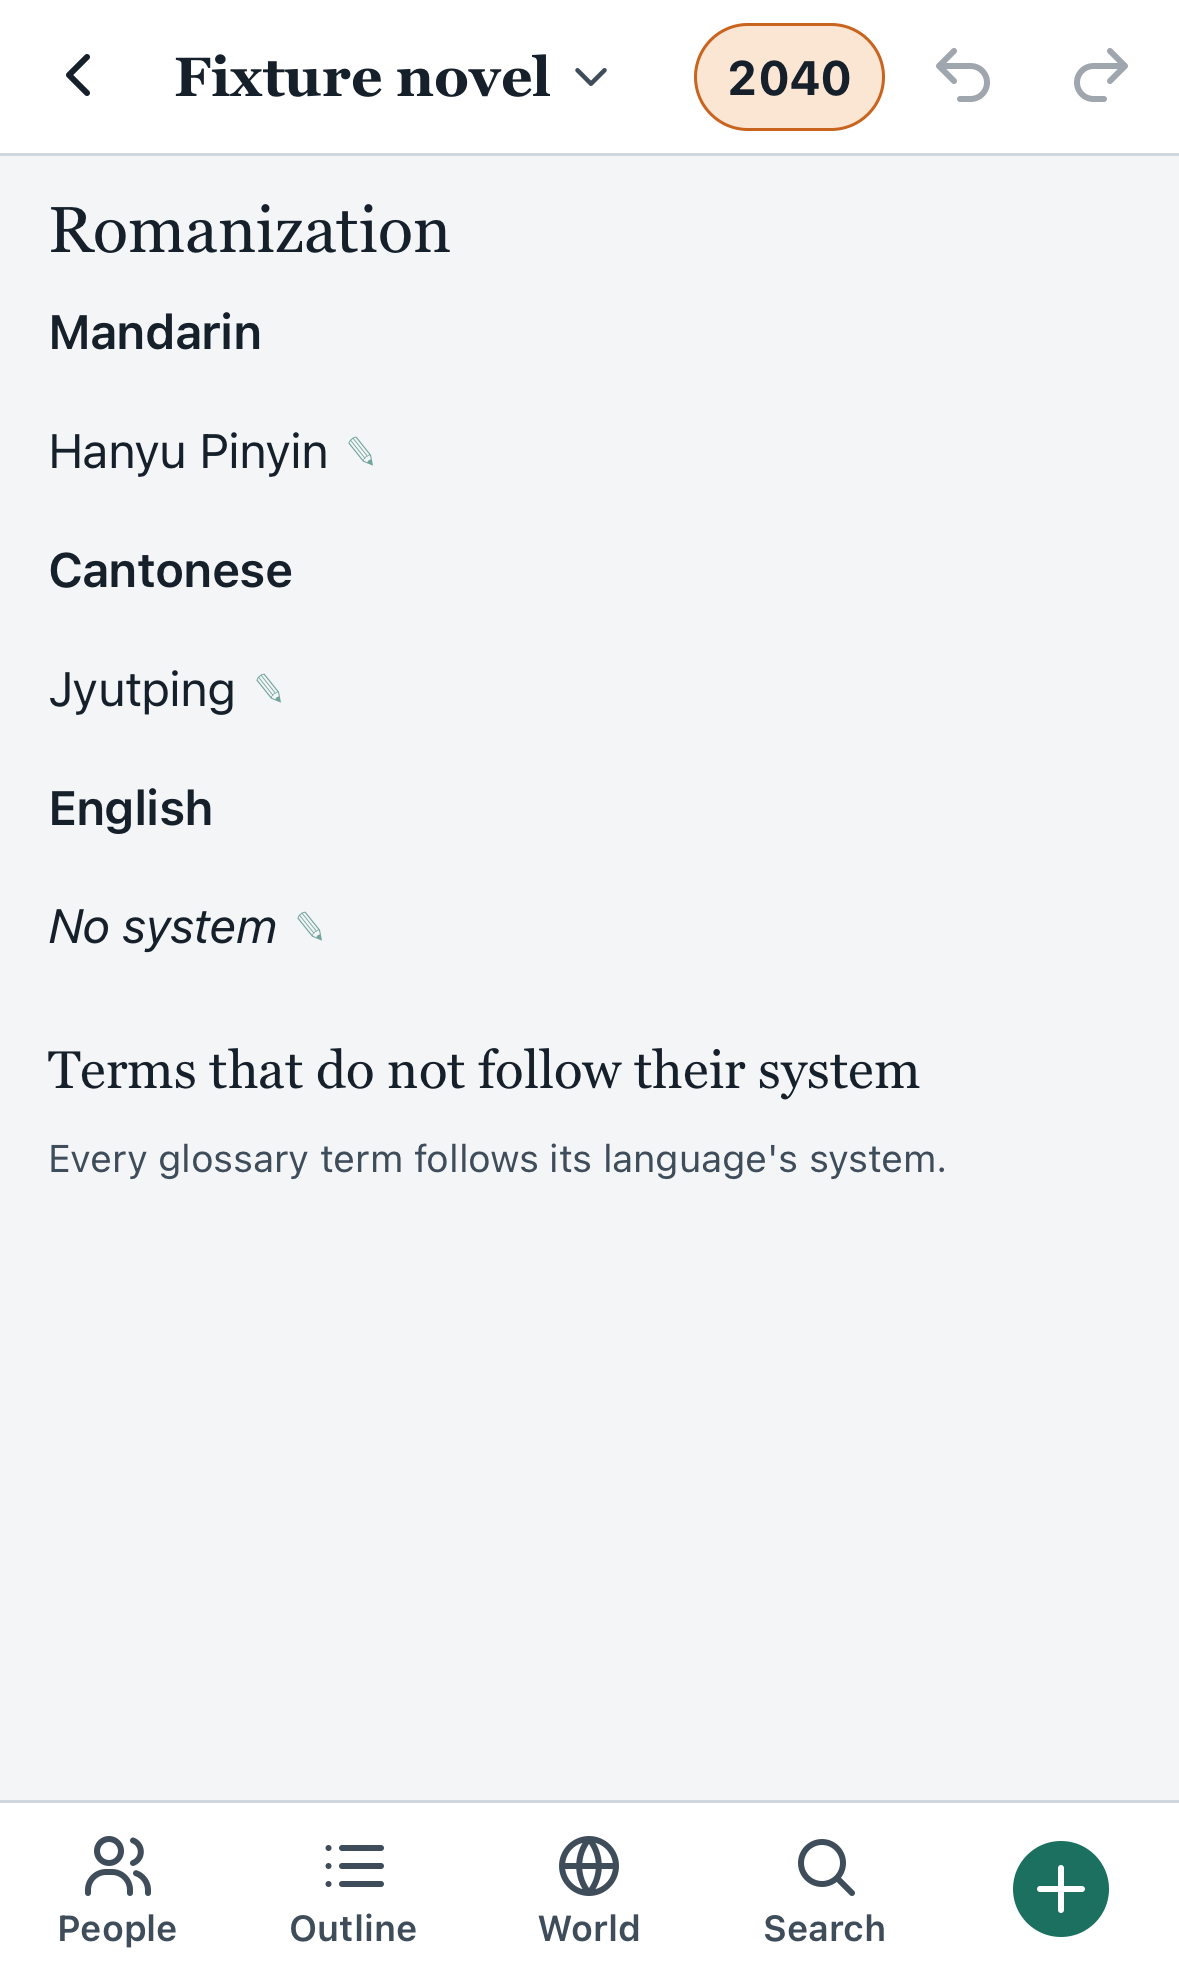 Fixture novel
2040
Romanization
Mandarin
Hanyu Pinyin
Cantonese
Jyutping
English
No system
Terms that do not follow their system
Every glossary term follows its language's system.
People
Outline
World
Search